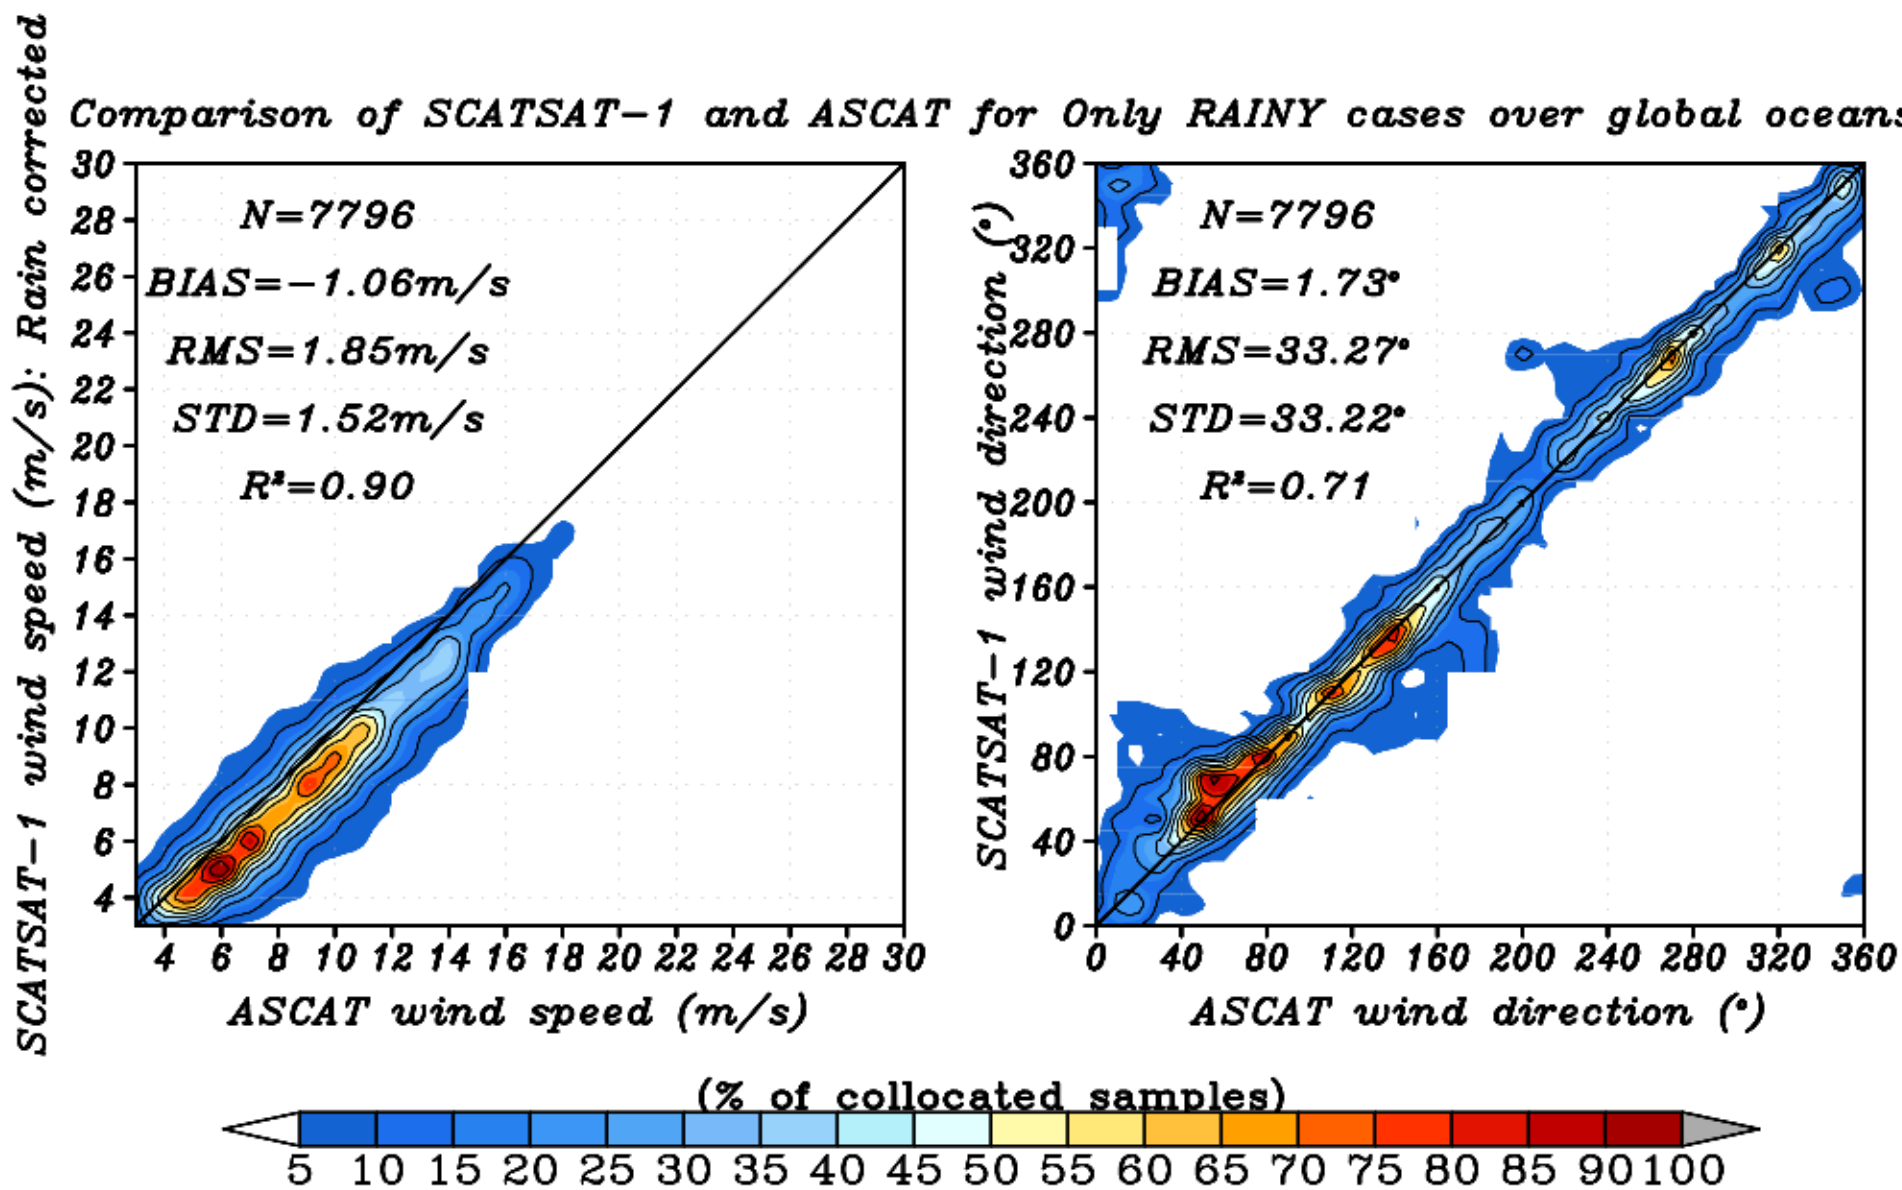 Comparison of SCATSAT-1 and ASCAT for Only RAINY cases over global oceans
SCATSAT-1 wind speed (m/s): Rain corrected
30
28
26
24
22
20
18
16
14
12
10
8
6
4
N=7796
BIAS=-1.06m/s
RMS=1.85m/s
STD=1.52m/s
R²=0.90
4 6 8 10 12 14 16 18 20 22 24 26 28 30
ASCAT wind speed (m/s)
SCATSAT-1 wind direction (°)
360
320
280
240
200
160
120
80
40
0
N=7796
BIAS=1.73°
RMS=33.27°
STD=33.22°
R²=0.71
0 40 80 120 160 200 240 280 320 360
ASCAT wind direction (°)
(% of collocated samples)
5 10 15 20 25 30 35 40 45 50 55 60 65 70 75 80 85 90 100